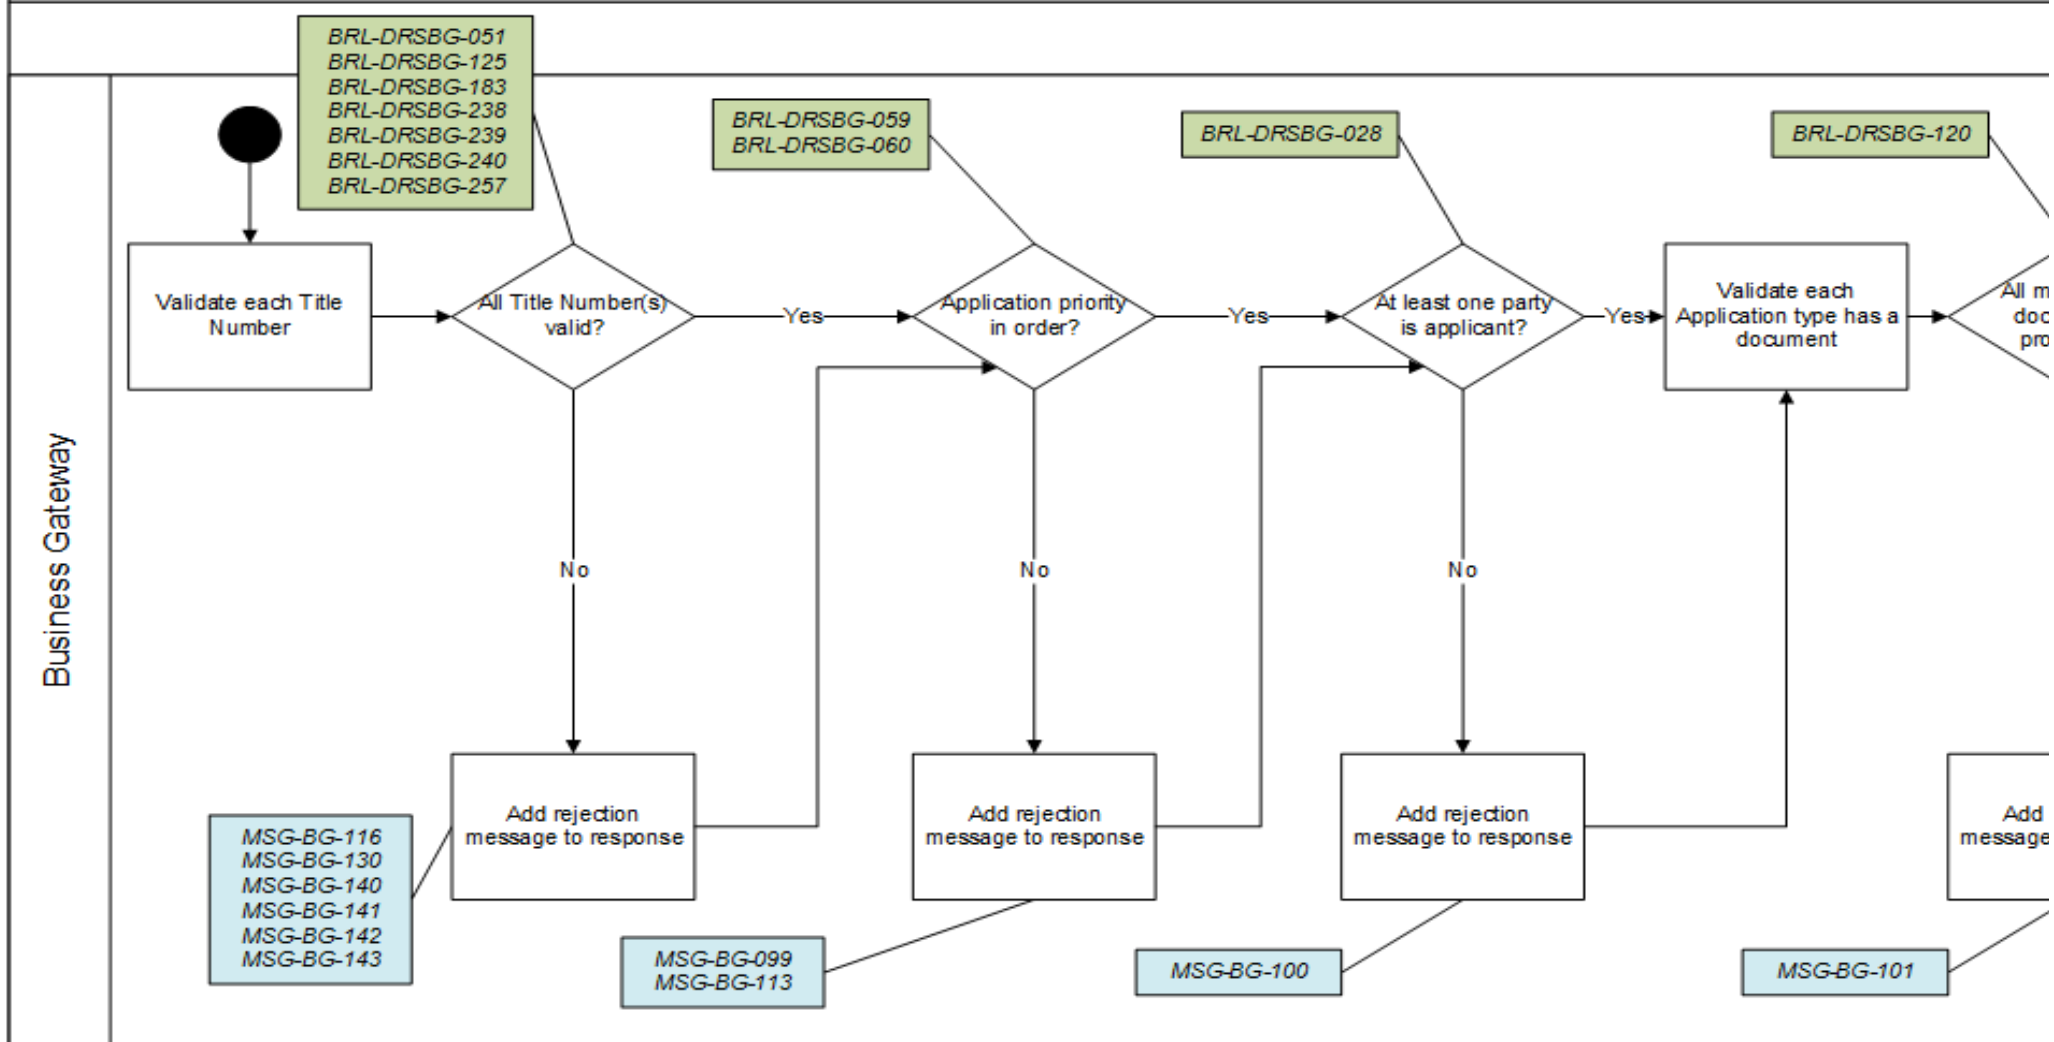 BRL-DRSBG-051
BRL-DRSBG-125
BRL-DRSBG-183
BRL-DRSBG-238
BRL-DRSBG-239
BRL-DRSBG-240
BRL-DRSBG-257
BRL-DRSBG-059
BRL-DRSBG-060
BRL-DRSBG-028
BRL-DRSBG-120
Business Gateway
Validate each Title
Number
All Title Number(s)
valid?
Yes
Application priority
in order?
Yes
At least one party
is applicant?
Yes
Validate each
Application type has a
document
All
No
No
No
Add rejection
message to response
Add rejection
message to response
Add rejection
message to response
Add
message
MSG-BG-116
MSG-BG-130
MSG-BG-140
MSG-BG-141
MSG-BG-142
MSG-BG-143
MSG-BG-099
MSG-BG-113
MSG-BG-100
MSG-BG-101